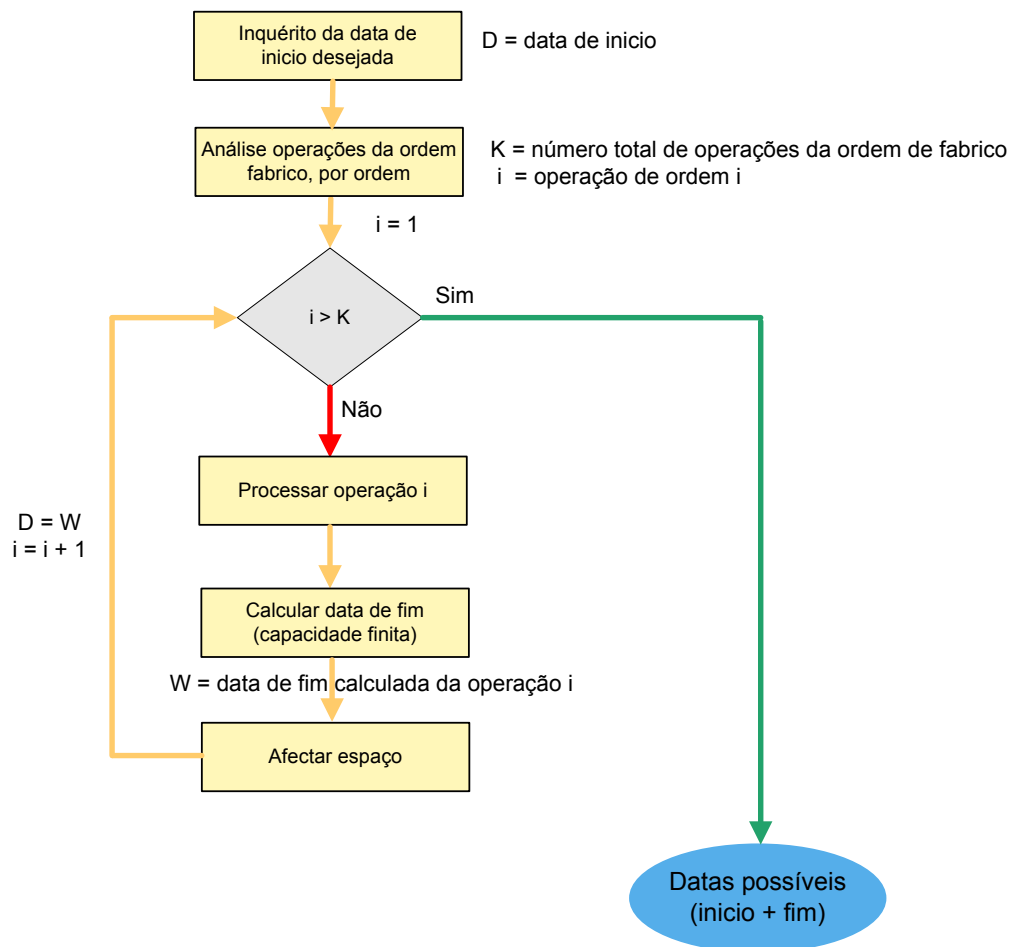 Inquérito da data de
inicio desejada
D = data de inicio
Análise operações da ordem
fabrico, por ordem
K = número total de operações da ordem de fabrico
i = operação de ordem i
i = 1
i > K
Sim
Não
Processar operação i
D = W
i = i + 1
Calcular data de fim
(capacidade finita)
W = data de fim calculada da operação i
Afectar espaço
Datas possíveis
(inicio + fim)